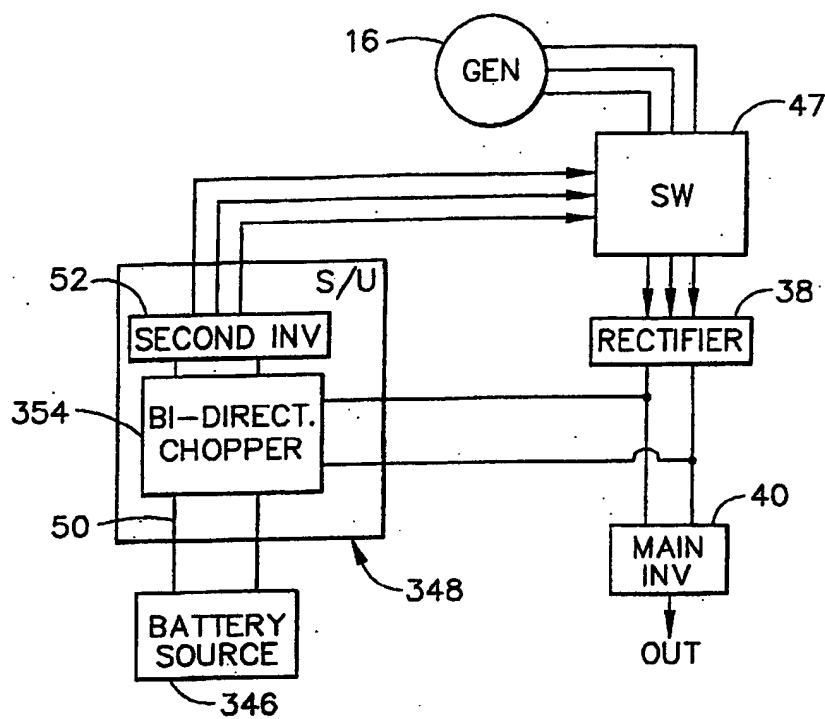 16
GEN
47
SW
S/U
52
SECOND INV
38
RECTIFIER
354
BI-DIRECT.
CHOPPER
50
40
MAIN
INV
348
BATTERY
SOURCE
OUT
346